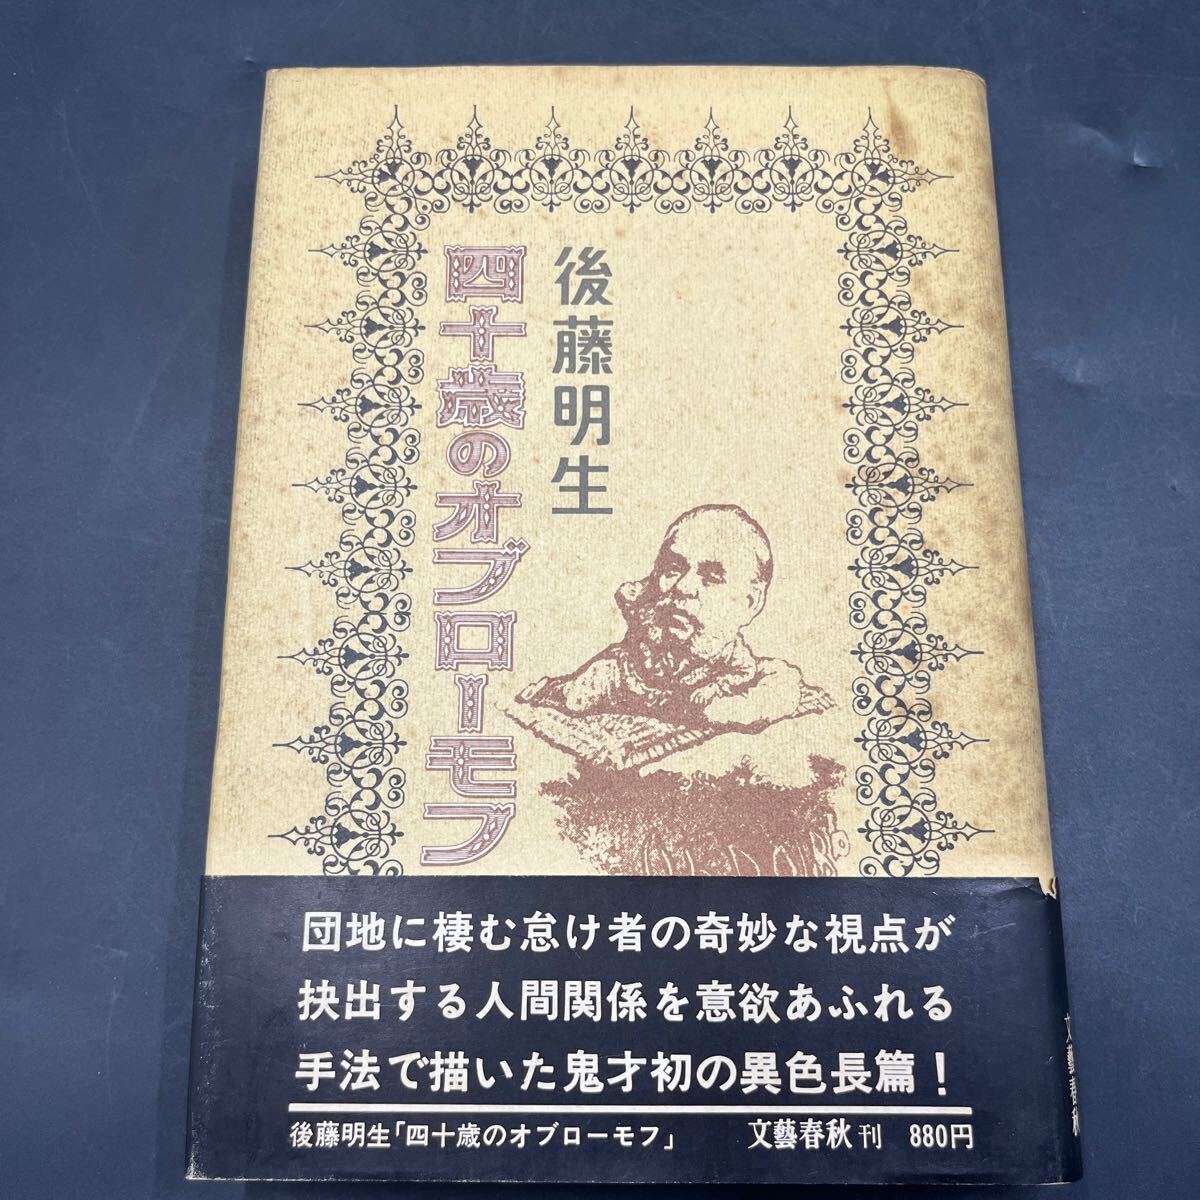 後藤明生
四十歳のオブローモフ
団地に棲む怠け者の奇妙な視点が
抉出する人間関係を意欲あふれる
手法で描いた鬼才初の異色長篇！
後藤明生「四十歳のオブローモフ」 文藝春秋刊 880円
文藝春秋